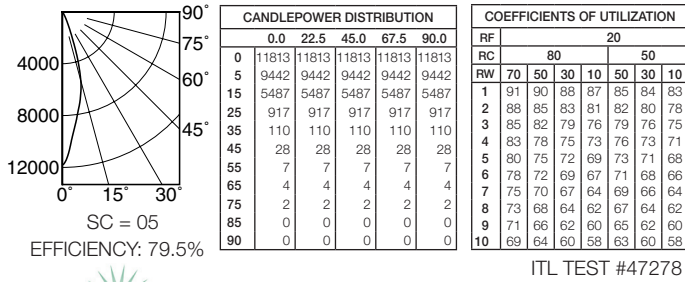 90°
75°
60°
45°
4000
8000
12000
0° 15° 30°
SC = 05
EFFICIENCY: 79.5%
CANDLEPOWER DISTRIBUTION
0.0 22.5 45.0 67.5 90.0
0 11813 11813 11813 11813 11813
5 9442 9442 9442 9442 9442
15 5487 5487 5487 5487 5487
25 917 917 917 917 917
35 110 110 110 110 110
45 28 28 28 28 28
55 7 7 7 7 7
65 4 4 4 4 4
75 2 2 2 2 2
85 0 0 0 0 0
90 0 0 0 0 0
COEFFICIENTS OF UTILIZATION
RF 20
RC 80 50
RW 70 50 30 10 50 30 10
1 91 90 88 87 85 84 83
2 88 85 83 81 82 80 78
3 85 82 79 76 79 76 75
4 83 78 75 73 76 73 71
5 80 75 72 69 73 71 68
6 78 72 69 67 71 68 66
7 75 70 67 64 69 66 64
8 73 68 64 62 67 64 62
9 71 66 62 60 65 62 60
10 69 64 60 58 63 60 58
ITL TEST #47278